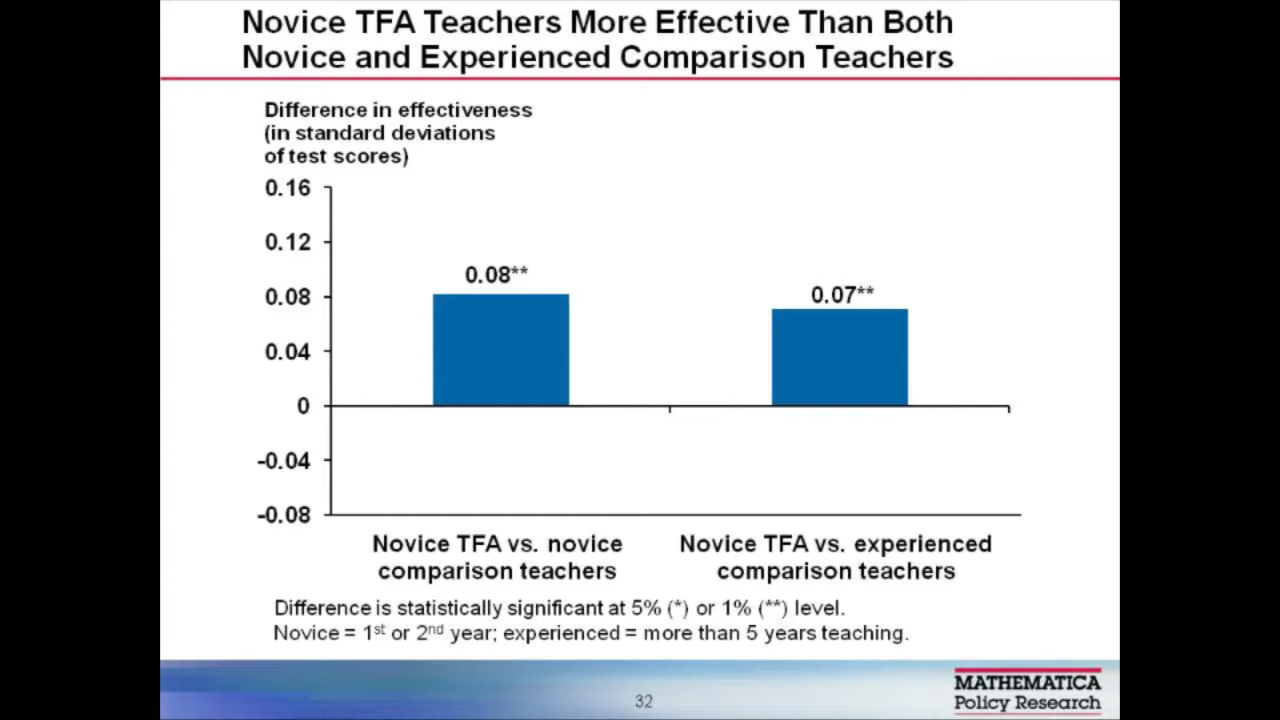 Novice TFA Teachers More Effective Than Both
Novice and Experienced Comparison Teachers
Difference in effectiveness
(in standard deviations
of test scores)
0.16
0.12
0.08
0.04
0
-0.04
-0.08
0.08**
0.07**
Novice TFA vs. novice
comparison teachers
Novice TFA vs. experienced
comparison teachers
Difference is statistically significant at 5% (*) or 1% (**) level.
Novice = 1st or 2nd year; experienced = more than 5 years teaching.
32
MATHEMATICA
Policy Research